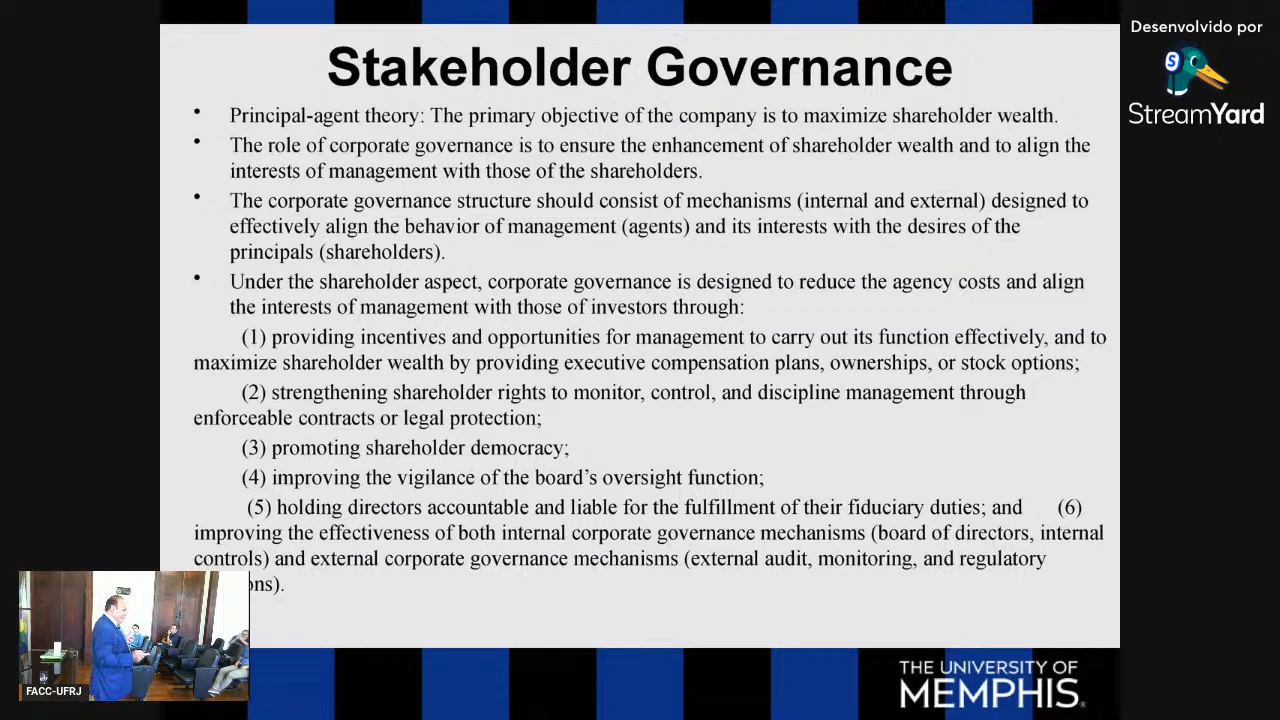 Stakeholder Governance
• Principal-agent theory: The primary objective of the company is to maximize shareholder wealth.
• The role of corporate governance is to ensure the enhancement of shareholder wealth and to align the
interests of management with those of the shareholders.
• The corporate governance structure should consist of mechanisms (internal and external) designed to
effectively align the behavior of management (agents) and its interests with the desires of the
principals (shareholders).
• Under the shareholder aspect, corporate governance is designed to reduce the agency costs and align
the interests of management with those of investors through:
(1) providing incentives and opportunities for management to carry out its function effectively, and to
maximize shareholder wealth by providing executive compensation plans, ownerships, or stock options;
(2) strengthening shareholder rights to monitor, control, and discipline management through
enforceable contracts or legal protection;
(3) promoting shareholder democracy;
(4) improving the vigilance of the board's oversight function;
(5) holding directors accountable and liable for the fulfillment of their fiduciary duties; and (6)
improving the effectiveness of both internal corporate governance mechanisms (board of directors, internal
controls) and external corporate governance mechanisms (external audit, monitoring, and regulatory
ons).
FACC-UFRJ
THE UNIVERSITY OF
MEMPHIS®
Desenvolvido por
S
StreamYard